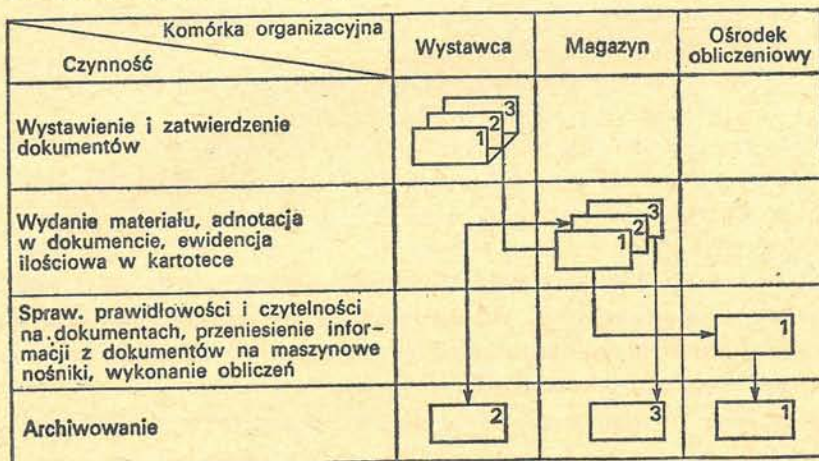 Komórka organizacyjna
Czynność
Wystawca
Magazyn
Ośrodek
obliczeniowy
Wystawienie i zatwierdzenie
dokumentów
1
2
3
Wydanie materiału, adnotacja
w dokumencie, ewidencja
ilościowa w kartotece
1
2
3
Spraw. prawidłowości i czytelności
na dokumentach, przeniesienie infor-
macji z dokumentów na maszynowe
nośniki, wykonanie obliczeń
1
Archiwowanie
2
3
1